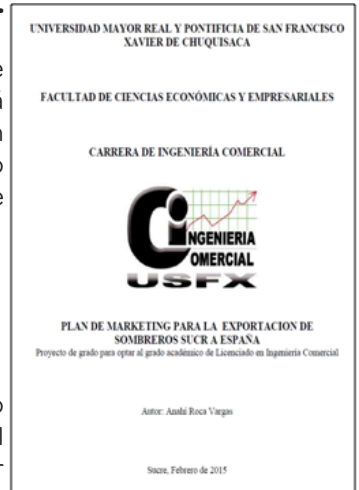 UNIVERSIDAD MAYOR REAL Y PONTIFICIA DE SAN FRANCISCO
XAVIER DE CHUQUISACA
FACULTAD DE CIENCIAS ECONÓMICAS Y EMPRESARIALES
CARRERA DE INGENIERÍA COMERCIAL
INGENIERIA
COMERCIAL
USFX
PLAN DE MARKETING PARA LA EXPORTACION DE
SOMBREROS SUCR A ESPAÑA
Proyecto de grado para optar al grado académico de Licenciado en Ingeniería Comercial
Autor: Anahí Roca Vargas
Sucre, Febrero de 2015